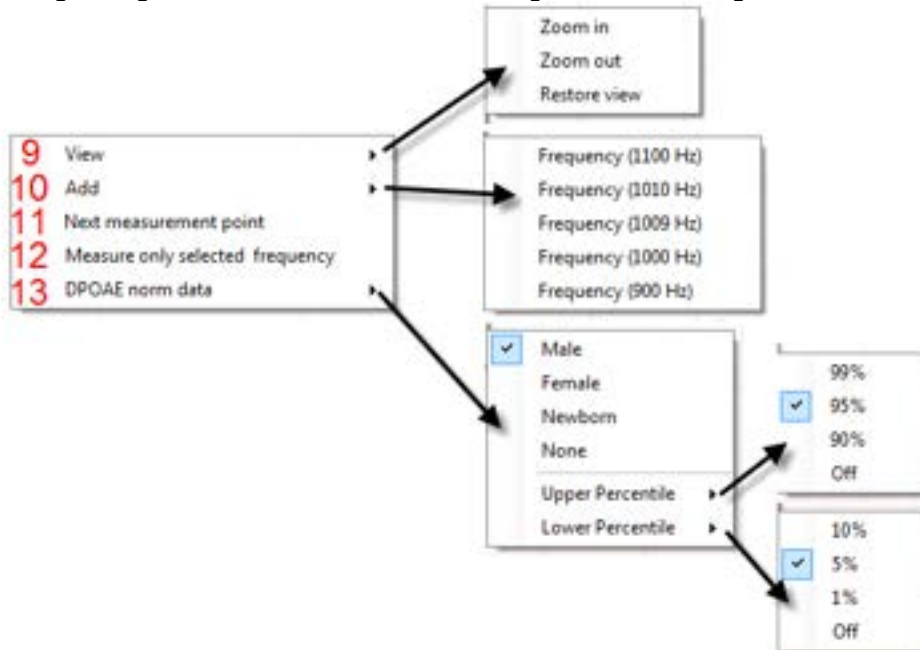 Zoom in
Zoom out
Restore view
9 View
10 Add
11 Next measurement point
12 Measure only selected frequency
13 DPOAE norm data
Frequency (1100 Hz)
Frequency (1010 Hz)
Frequency (1009 Hz)
Frequency (1000 Hz)
Frequency (900 Hz)
Male
Female
Newborn
None
Upper Percentile
Lower Percentile
99%
95%
90%
Off
10%
5%
1%
Off